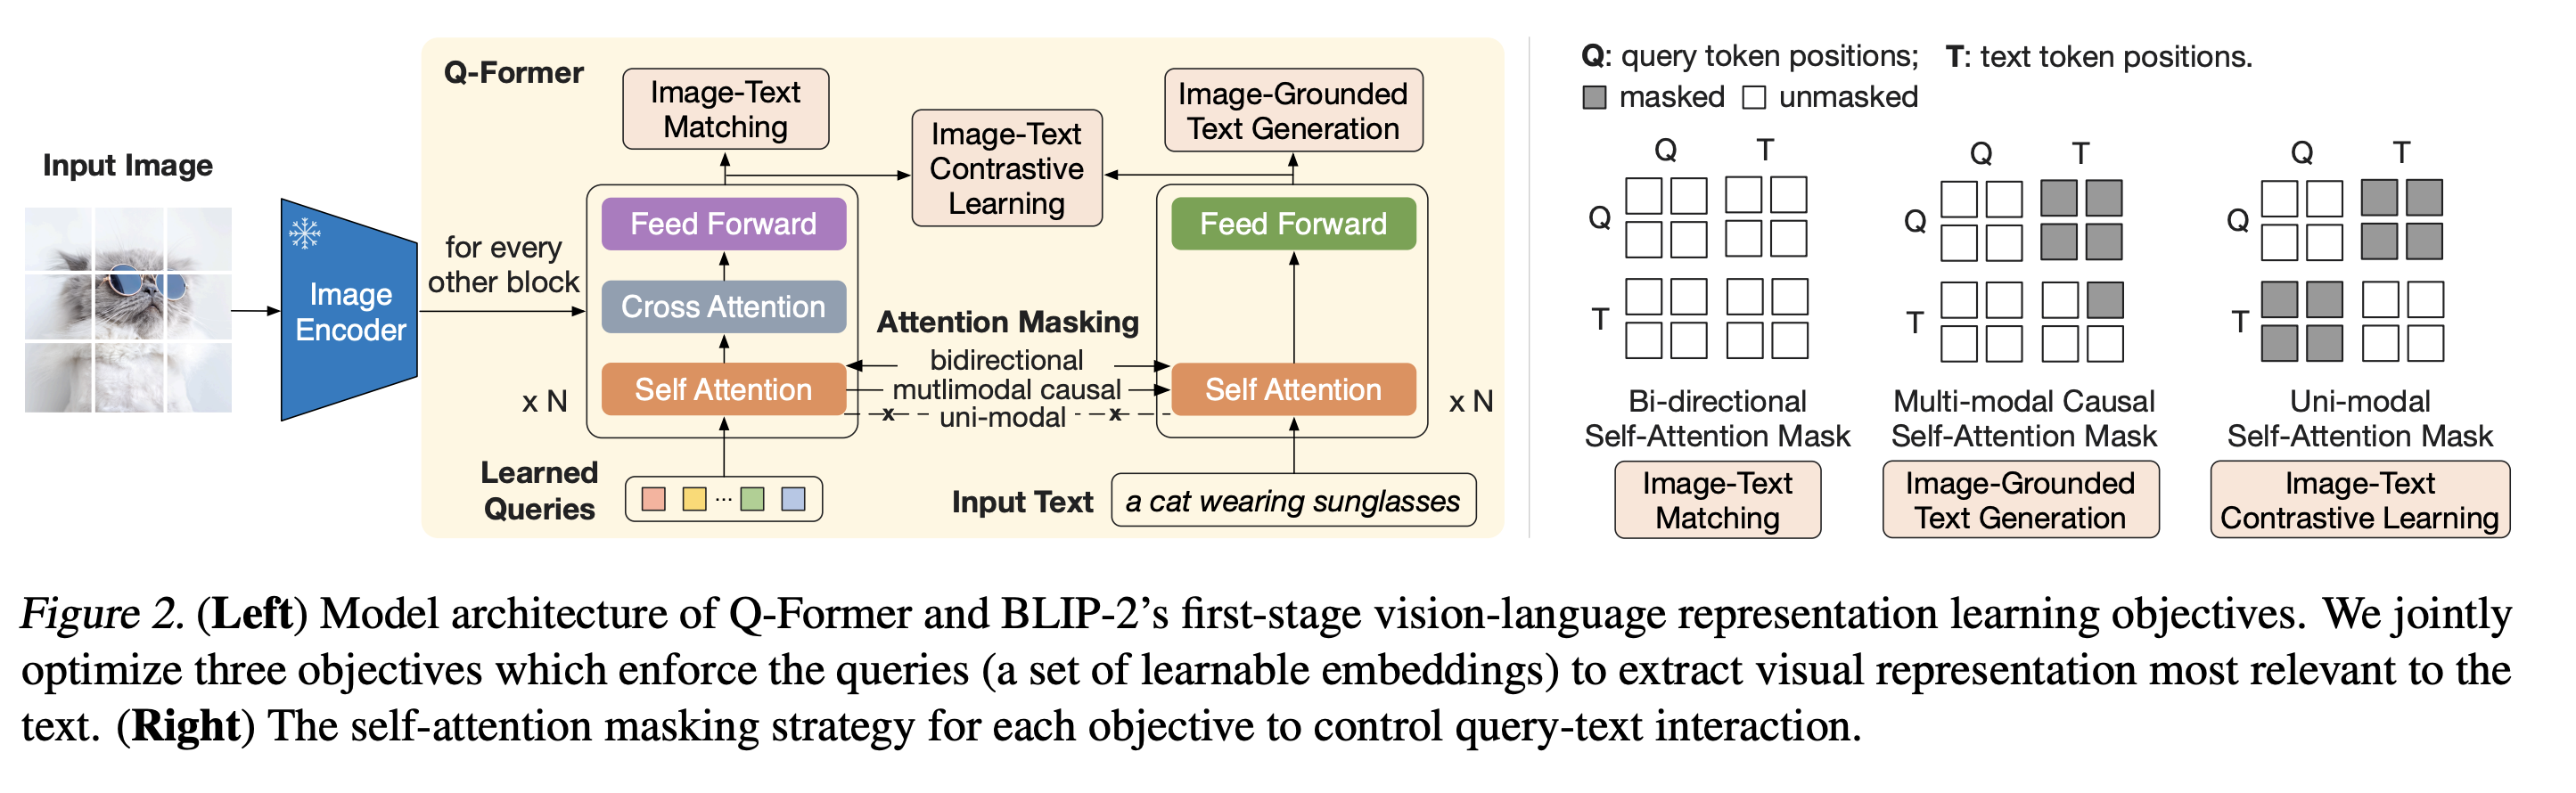 Q-Former
Input Image
Image
Encoder
for every
other block
Image-Text
Matching
Image-Text
Contrastive
Learning
Image-Grounded
Text Generation
Feed Forward
Cross Attention
Self Attention
x N
Attention Masking
bidirectional
mutlimodal causal
x uni-modal x
Feed Forward
Self Attention
x N
Learned
Queries
...
Input Text
a cat wearing sunglasses
Q: query token positions; T: text token positions.
masked unmasked
Q T
Q
T
Bi-directional
Self-Attention Mask
Image-Text
Matching
Q T
Q
T
Multi-modal Causal
Self-Attention Mask
Image-Grounded
Text Generation
Q T
Q
T
Uni-modal
Self-Attention Mask
Image-Text
Contrastive Learning
Figure 2. (Left) Model architecture of Q-Former and BLIP-2’s first-stage vision-language representation learning objectives. We jointly
optimize three objectives which enforce the queries (a set of learnable embeddings) to extract visual representation most relevant to the
text. (Right) The self-attention masking strategy for each objective to control query-text interaction.